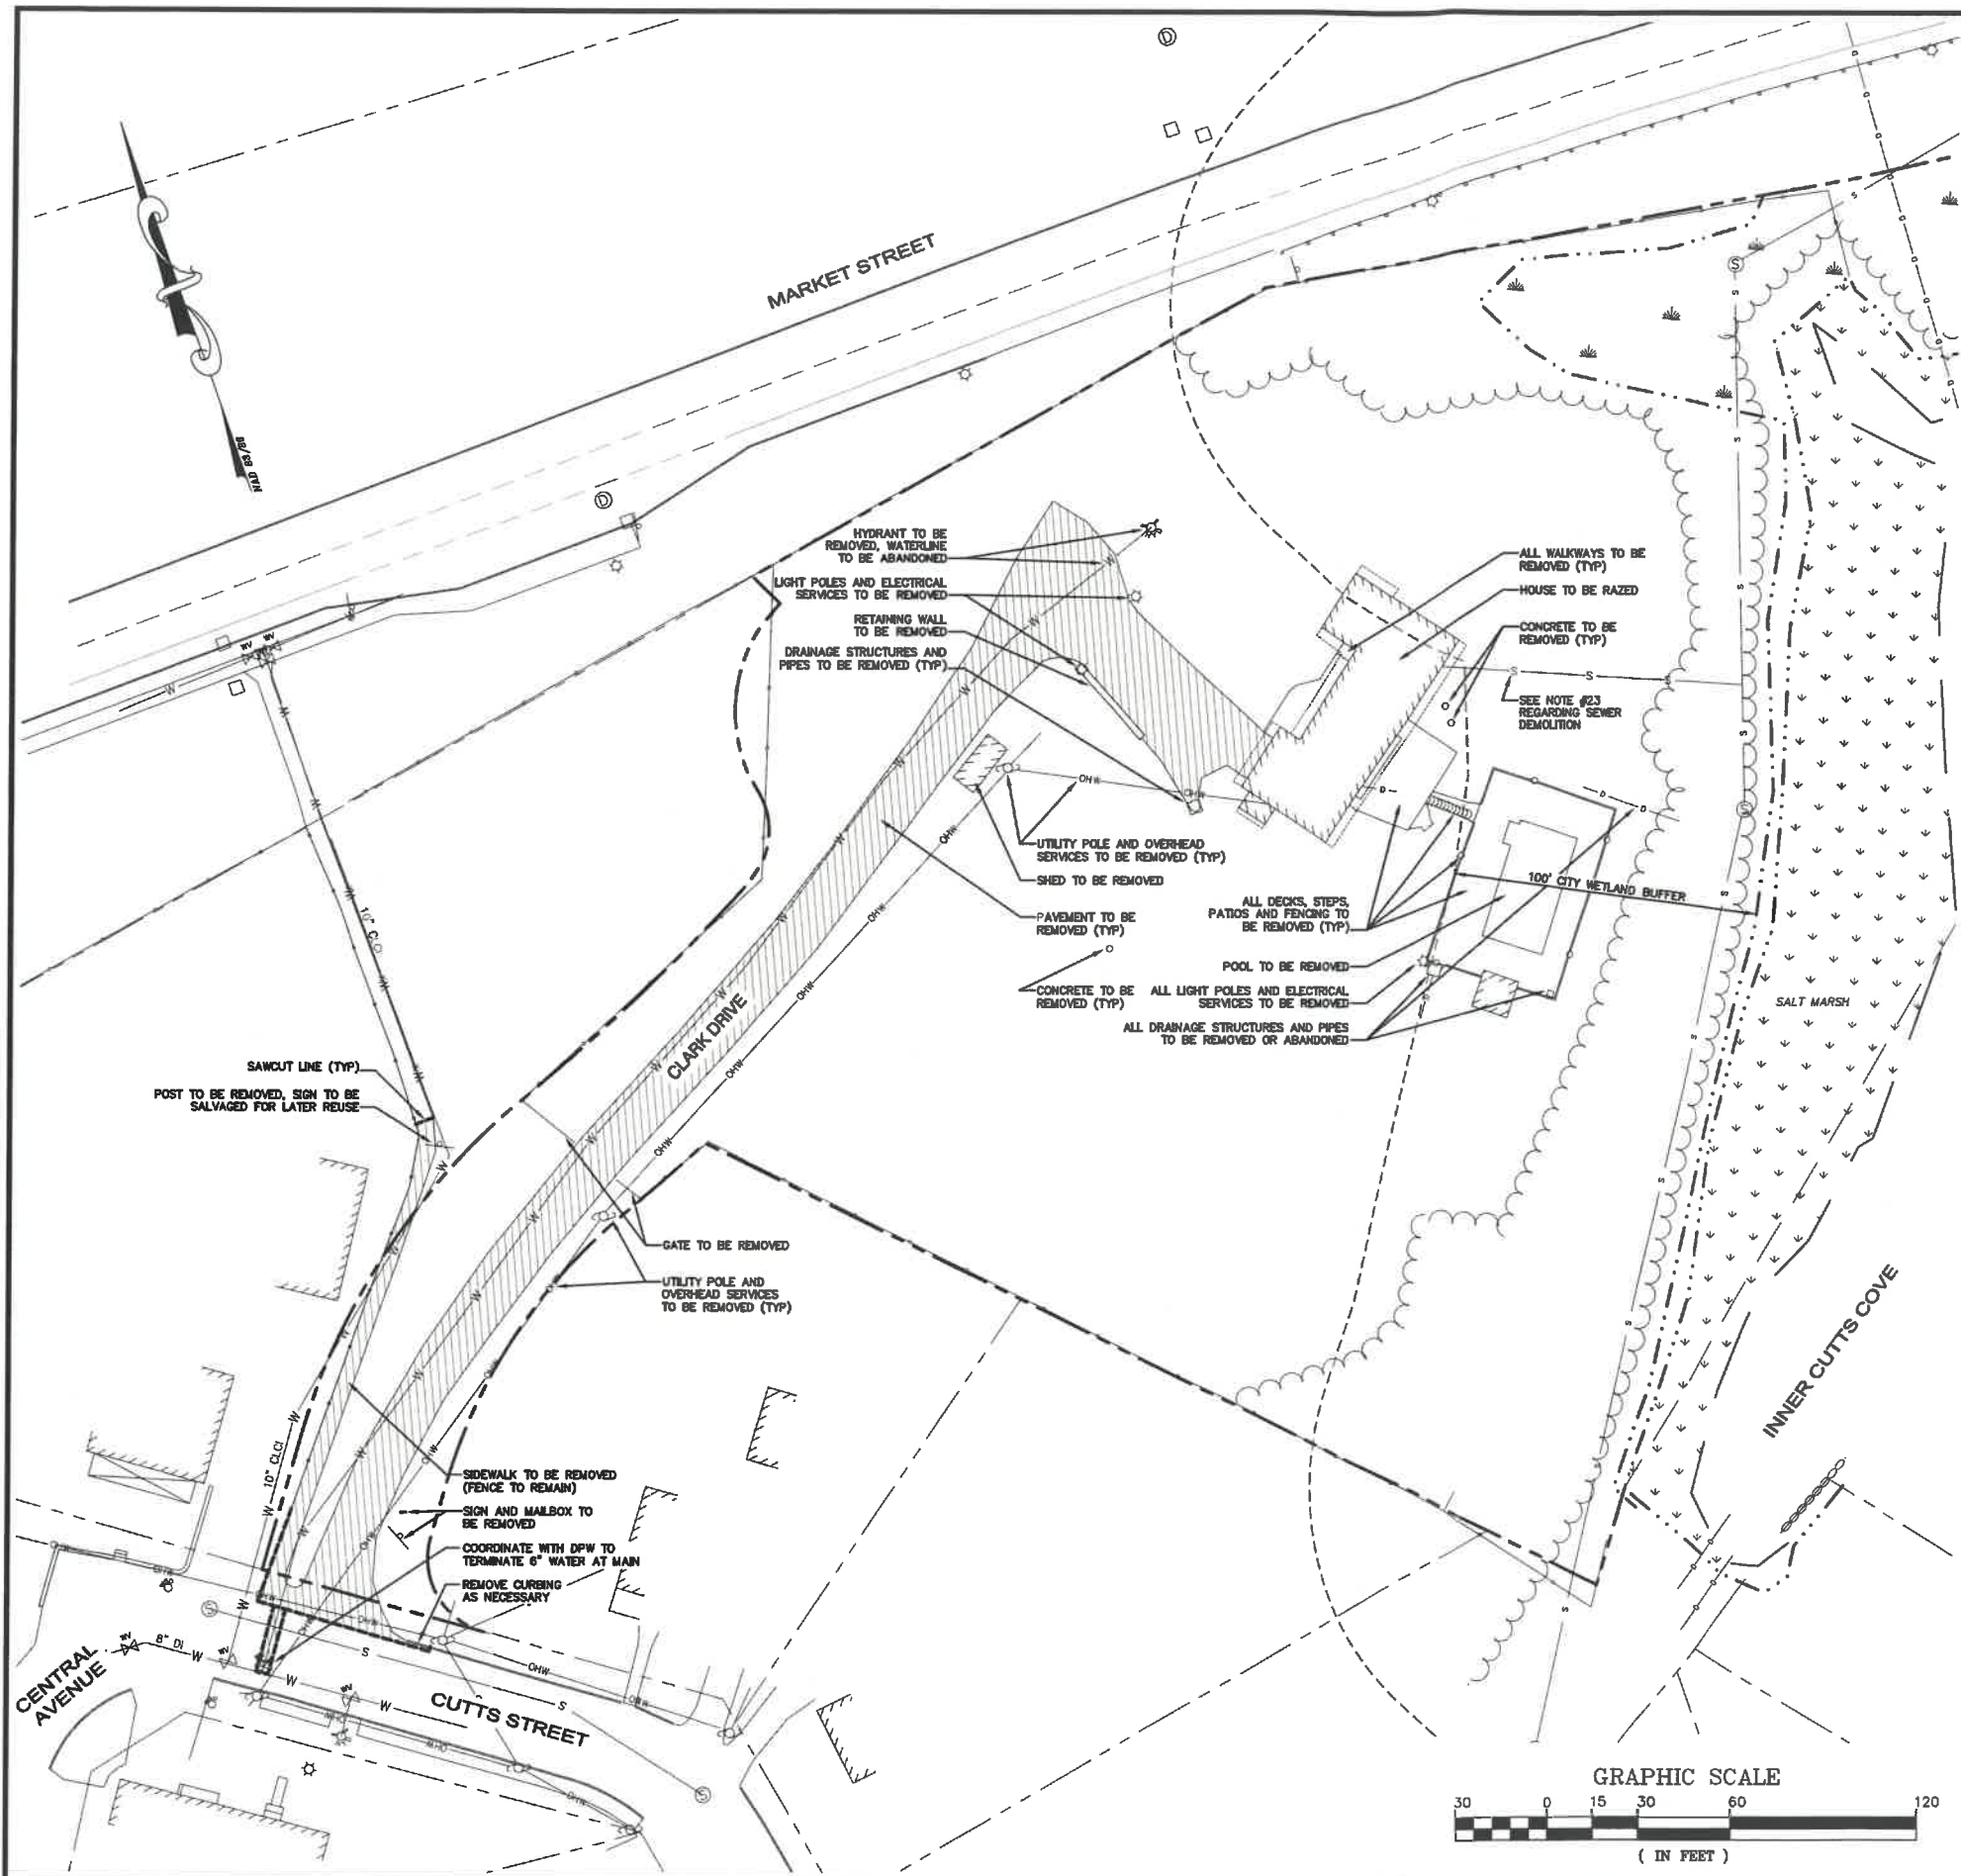 MARKET STREET
NAD 83/86
HYDRANT TO BE
REMOVED, WATERLINE
TO BE ABANDONED
LIGHT POLES AND ELECTRICAL
SERVICES TO BE REMOVED
RETAINING WALL
TO BE REMOVED
DRAINAGE STRUCTURES AND
PIPES TO BE REMOVED (TYP)
ALL WALKWAYS TO BE
REMOVED (TYP)
HOUSE TO BE RAZED
CONCRETE TO BE
REMOVED (TYP)
SEE NOTE #23
REGARDING SEWER
DEMOLITION
UTILITY POLE AND OVERHEAD
SERVICES TO BE REMOVED (TYP)
SHED TO BE REMOVED
PAVEMENT TO BE
REMOVED (TYP)
CONCRETE TO BE
REMOVED (TYP)
100' CITY WETLAND BUFFER
ALL DECKS, STEPS,
PATIOS AND FENCING TO
BE REMOVED (TYP)
POOL TO BE REMOVED
ALL LIGHT POLES AND ELECTRICAL
SERVICES TO BE REMOVED
ALL DRAINAGE STRUCTURES AND PIPES
TO BE REMOVED OR ABANDONED
SALT MARSH
CLARK DRIVE
SAWCUT LINE (TYP)
POST TO BE REMOVED, SIGN TO BE
SALVAGED FOR LATER REUSE
GATE TO BE REMOVED
UTILITY POLE AND
OVERHEAD SERVICES
TO BE REMOVED (TYP)
INNER CUTTS COVE
10" CLCI
SIDEWALK TO BE REMOVED
(FENCE TO REMAIN)
SIGN AND MAILBOX TO
BE REMOVED
COORDINATE WITH DPW TO
TERMINATE 6" WATER AT MAIN
REMOVE CURBING
AS NECESSARY
8" DI
CENTRAL
AVENUE
CUTTS STREET
GRAPHIC SCALE
30 0 15 30 60 120
( IN FEET )